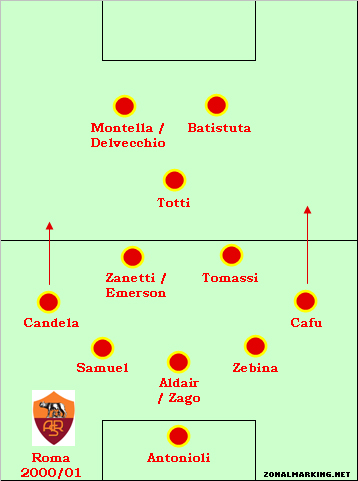 Montella /
Delvecchio
Batistuta
Totti
Zanetti /
Emerson
Tomassi
Candela
Cafu
Samuel
Aldair
/ Zago
Zebina
ASR
Roma
2000/01
Antonioli
ZONALMARKING.NET